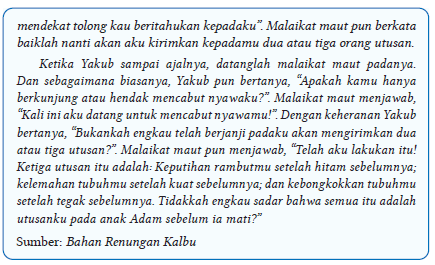 mendekat tolong kau beritahukan kepadaku”. Malaikat maut pun berkata
baiklah nanti akan aku kirimkan kepadamu dua atau tiga orang utusan.
Ketika Yakub sampai ajalnya, datanglah malaikat maut padanya.
Dan sebagaimana biasanya, Yakub pun bertanya, “Apakah kamu hanya
berkunjung atau hendak mencabut nyawaku?”. Malaikat maut menjawab,
“Kali ini aku datang untuk mencabut nyawamu!”. Dengan keheranan Yakub
bertanya, “Bukankah engkau telah berjanji padaku akan mengirimkan dua
atau tiga utusan?”. Malaikat maut pun menjawab, “Telah aku lakukan itu!
Ketiga utusan itu adalah: Keputihan rambutmu setelah hitam sebelumnya;
kelemahan tubuhmu setelah kuat sebelumnya; dan kebongkokkan tubuhmu
setelah tegak sebelumnya. Tidakkah engkau sadar bahwa semua itu adalah
utusanku pada anak Adam sebelum ia mati?”
Sumber: Bahan Renungan Kalbu